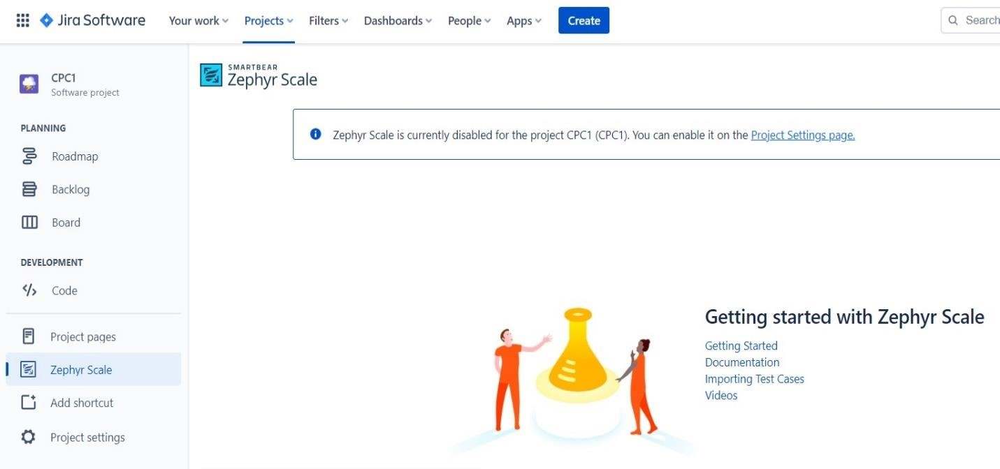 Jira Software Your work Projects Filters Dashboards People Apps Create Search
CPC1
Software project
PLANNING
Roadmap
Backlog
Board
DEVELOPMENT
Code
Project pages
Zephyr Scale
Add shortcut
Project settings
SMARTBEAR
Zephyr Scale
Zephyr Scale is currently disabled for the project CPC1 (CPC1). You can enable it on the Project Settings page.
Getting started with Zephyr Scale
Getting Started
Documentation
Importing Test Cases
Videos